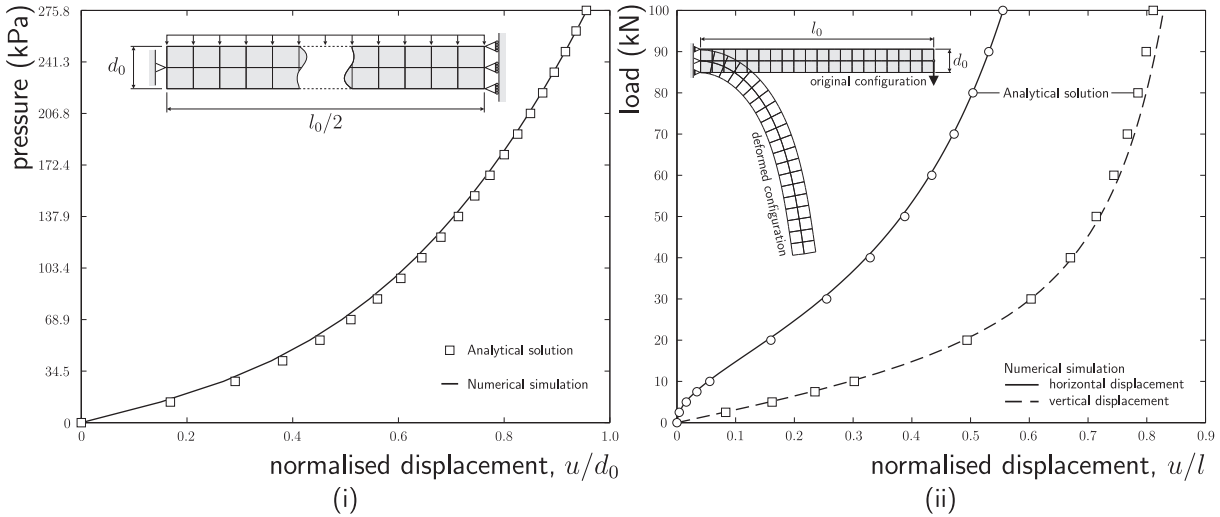 pressure (kPa)
275.8
241.3
206.8
172.4
137.9
103.4
68.9
34.5
0
d0
l0/2
Analytical solution
Numerical simulation
0
0.2
0.4
0.6
0.8
1.0
normalised displacement, u/d0
(i)
load (kN)
100
90
80
70
60
50
40
30
20
10
0
l0
d0
original configuration
deformed configuration
Analytical solution
Numerical simulation
horizontal displacement
vertical displacement
0
0.1
0.2
0.3
0.4
0.5
0.6
0.7
0.8
0.9
normalised displacement, u/l
(ii)